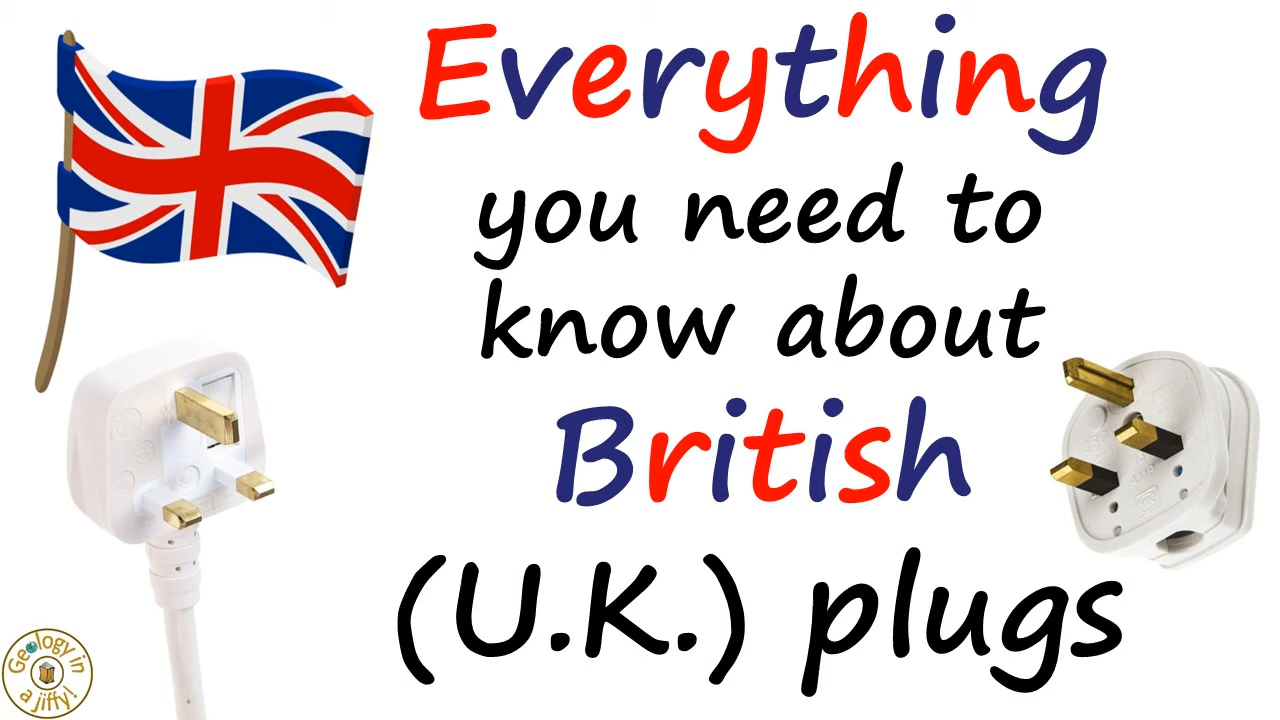 Everything
you need to
know about
British
(U.K.) plugs
Geology in
a jiffy!